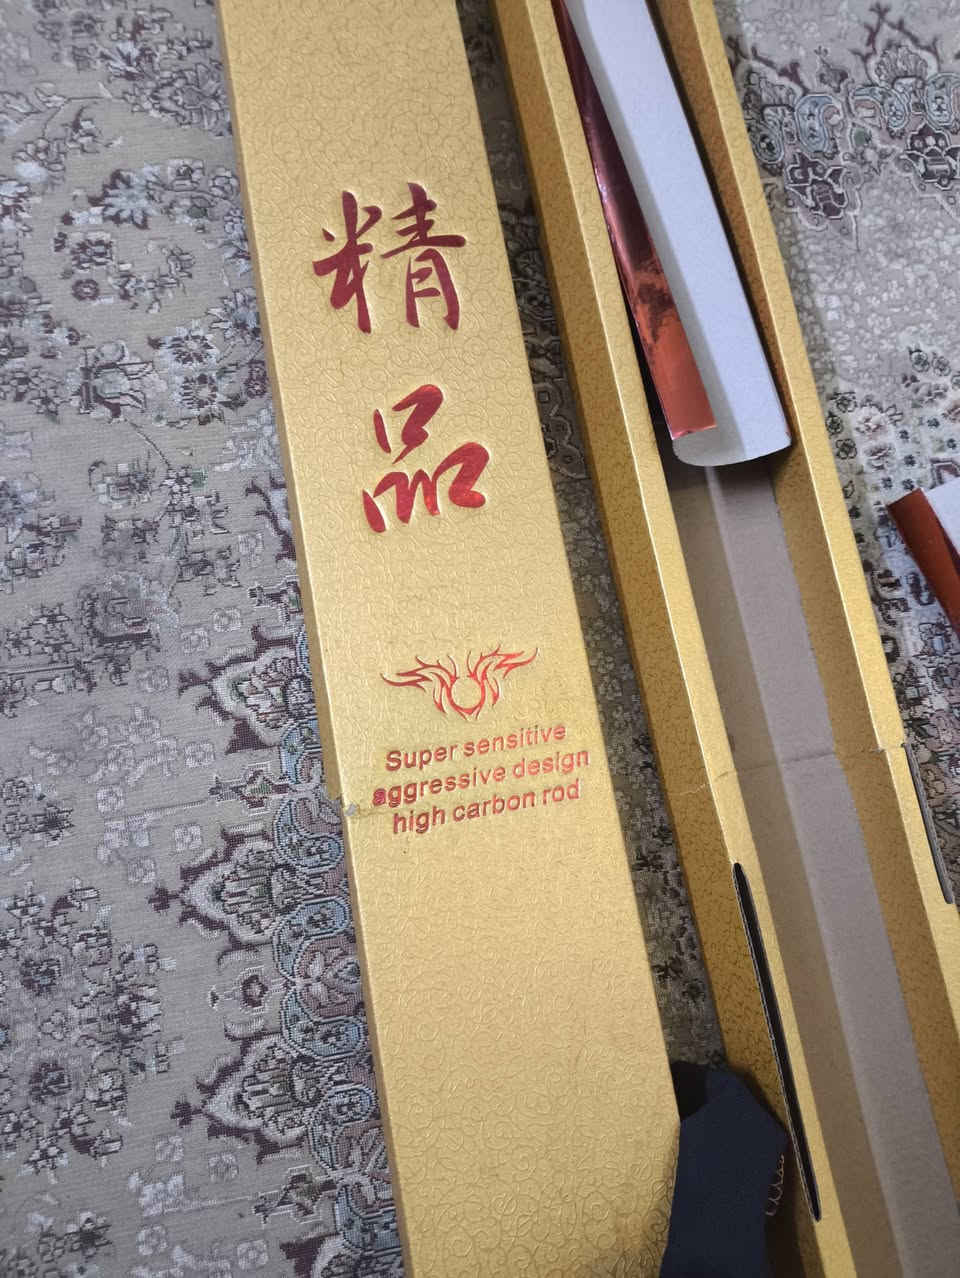 精
品
Super sensitive
aggressive design
high carbon rod